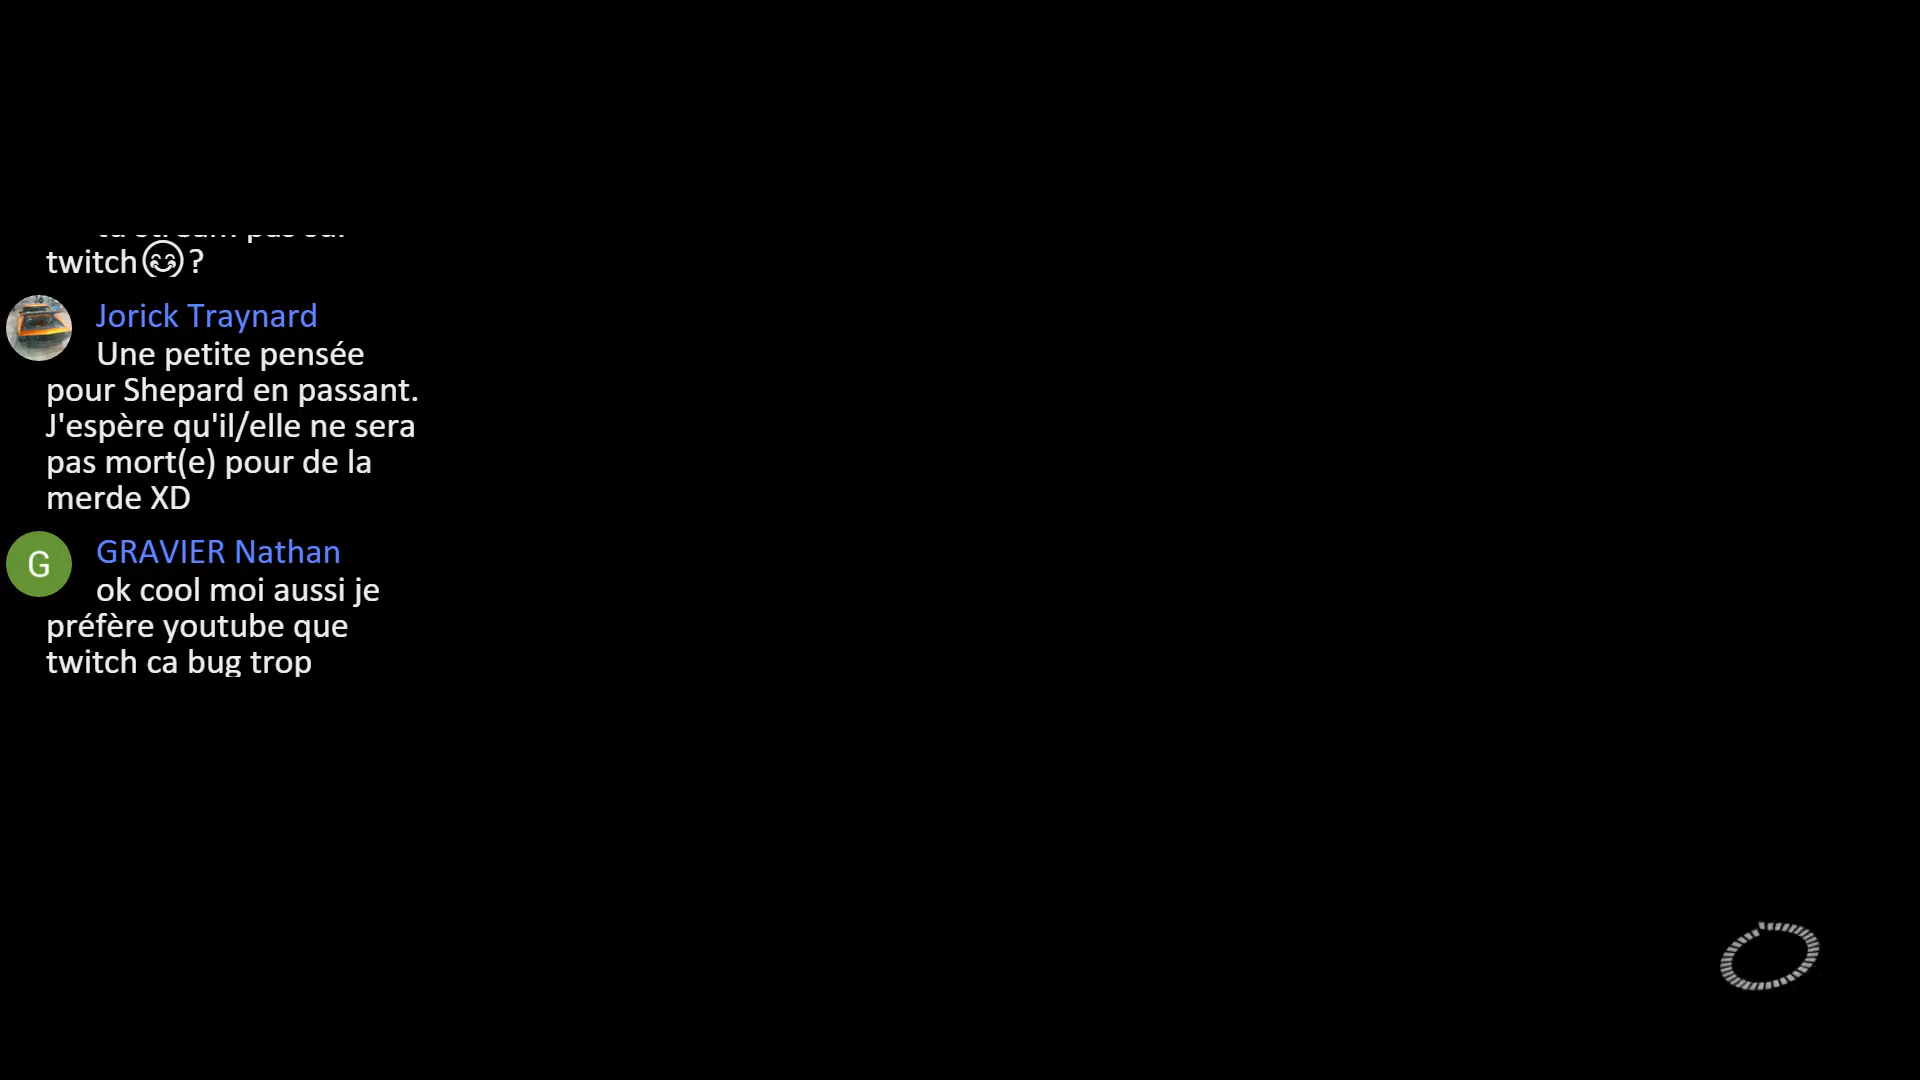 twitch😊?
Jorick Traynard
Une petite pensée
pour Shepard en passant.
J'espère qu'il/elle ne sera
pas mort(e) pour de la
merde XD
G
GRAVIER Nathan
ok cool moi aussi je
préfère youtube que
twitch ca bug trop